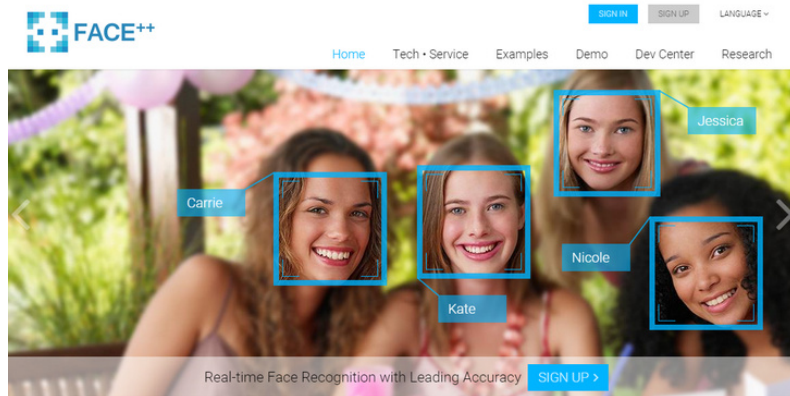 SIGN IN
SIGN UP
LANGUAGE
FACE++
Home
Tech • Service
Examples
Demo
Dev Center
Research
Jessica
Carrie
Nicole
Kate
Real-time Face Recognition with Leading Accuracy
SIGN UP >